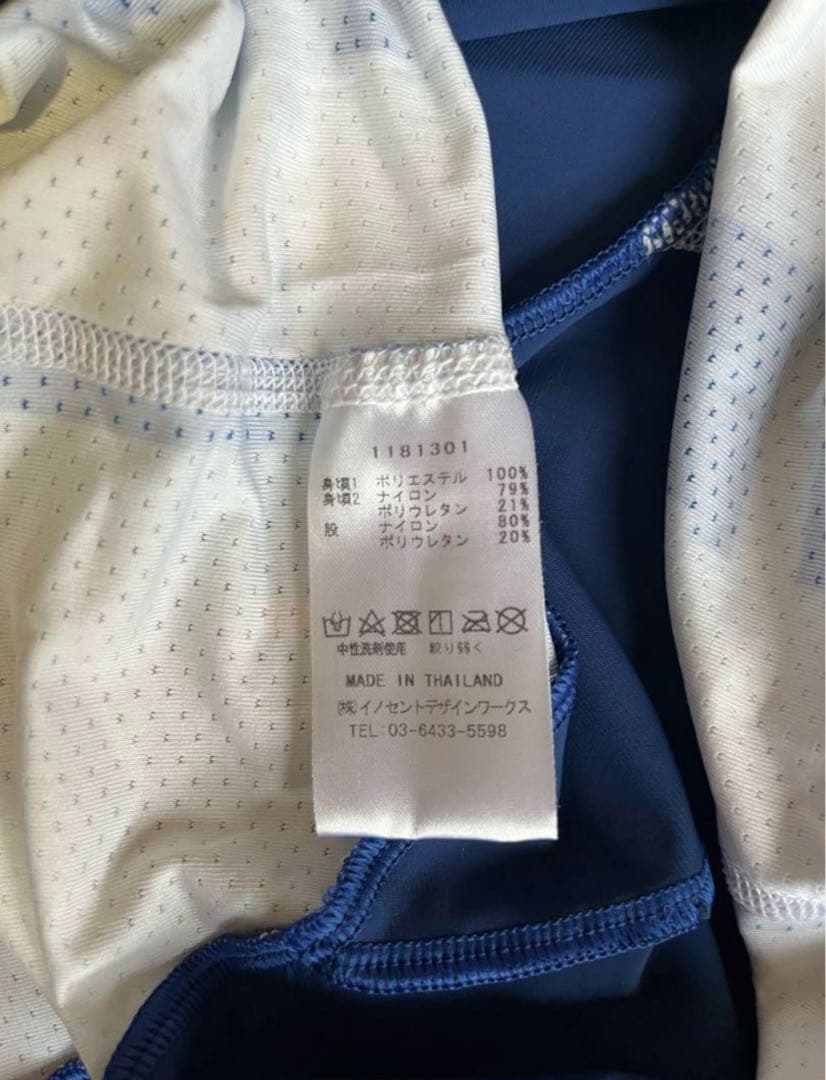 1181301
身頃1 ポリエステル 100%
身頃2 ナイロン 79%
ポリウレタン 21%
股 ナイロン 80%
ポリウレタン 20%
中性洗剤使用 絞り弱く
MADE IN THAILAND
(株)イノセントデザインワークス
TEL:03-6433-5598